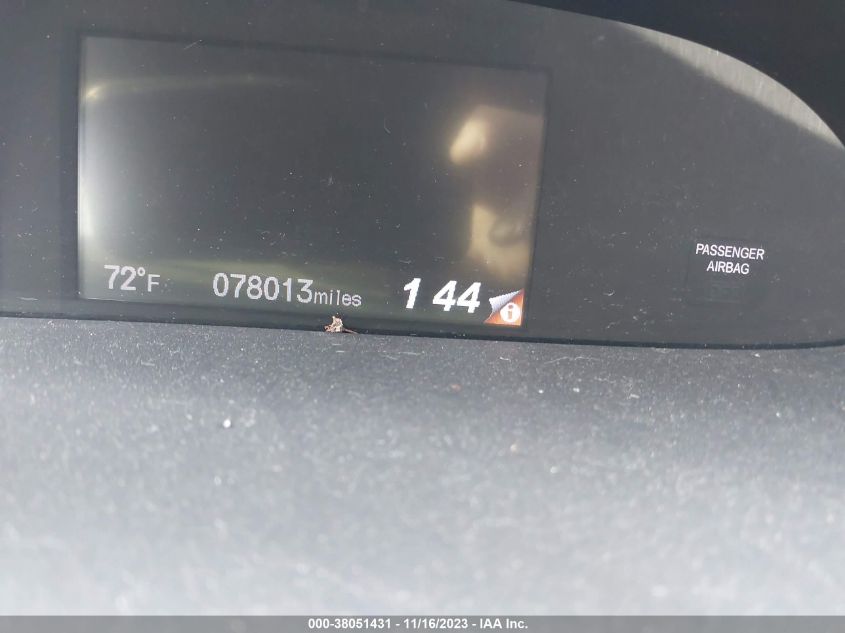 72°F 078013miles 1 44 i
PASSENGER
AIRBAG
000-38051431 - 11/16/2023 - IAA Inc.